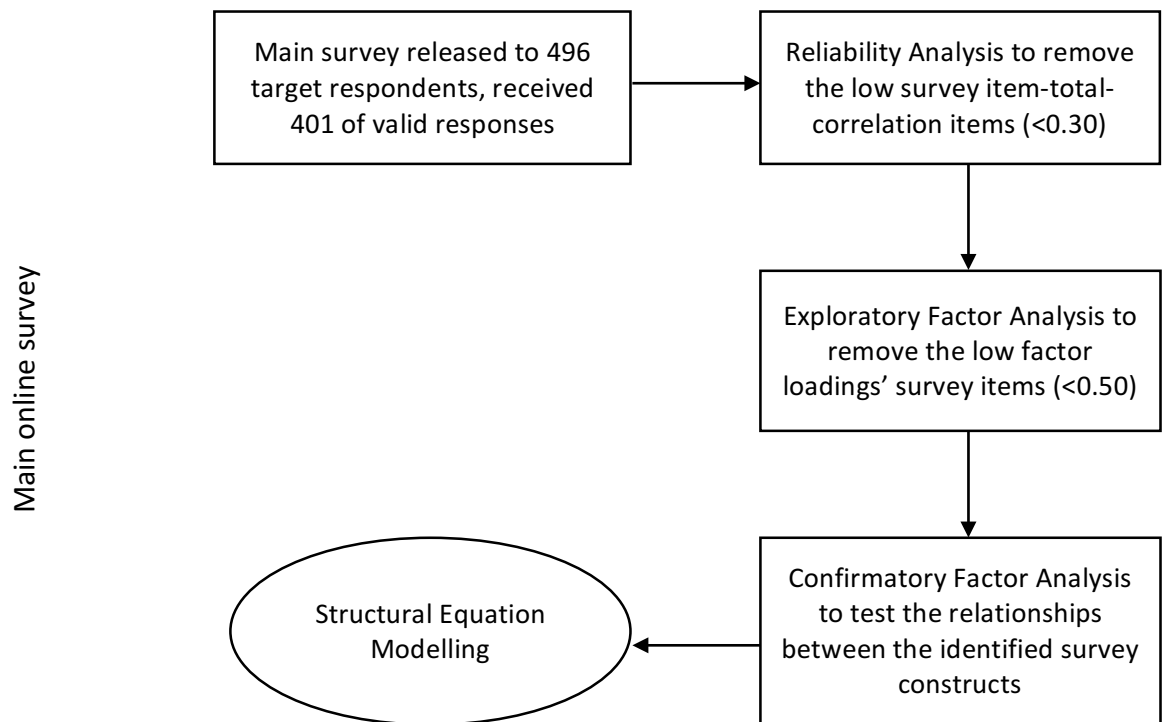 Main online survey
Main survey released to 496
target respondents, received
401 of valid responses
Reliability Analysis to remove
the low survey item-total-
correlation items (<0.30)
Exploratory Factor Analysis to
remove the low factor
loadings’ survey items (<0.50)
Confirmatory Factor Analysis
to test the relationships
between the identified survey
constructs
Structural Equation
Modelling